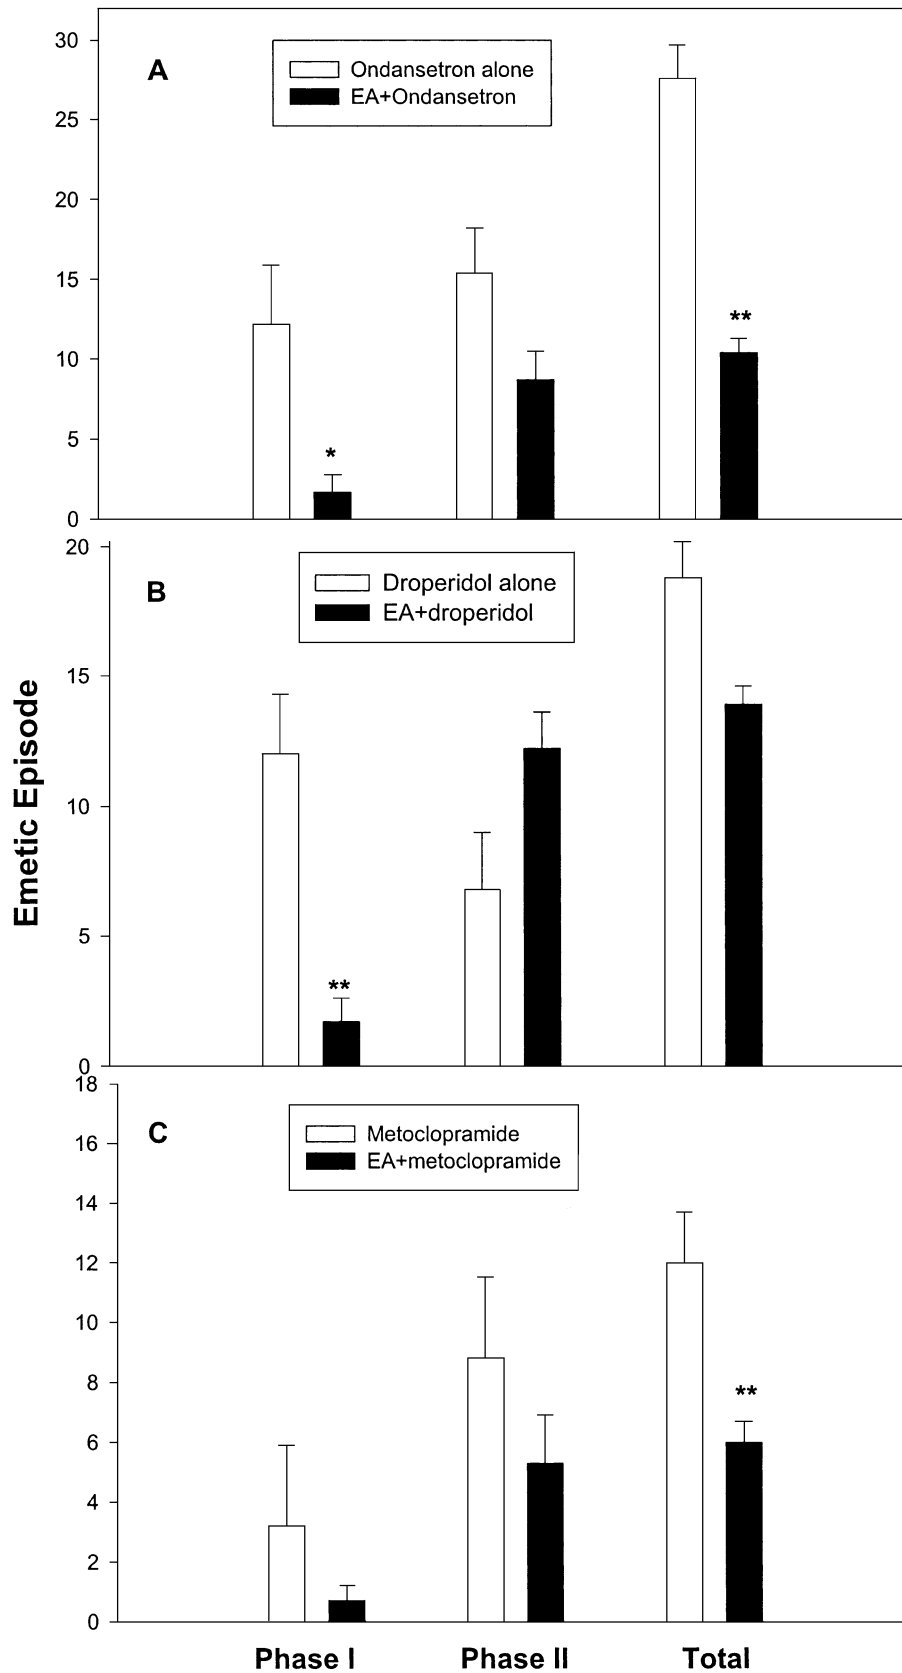 30
A
Ondansetron alone
EA+Ondansetron
25
20
15
**
10
5
*
0
20
B
Droperidol alone
EA+droperidol
15
10
5
**
0
Emetic Episode
18
C
Metoclopramide
EA+metoclopramide
16
14
12
10
8
**
6
4
2
0
Phase I Phase II Total